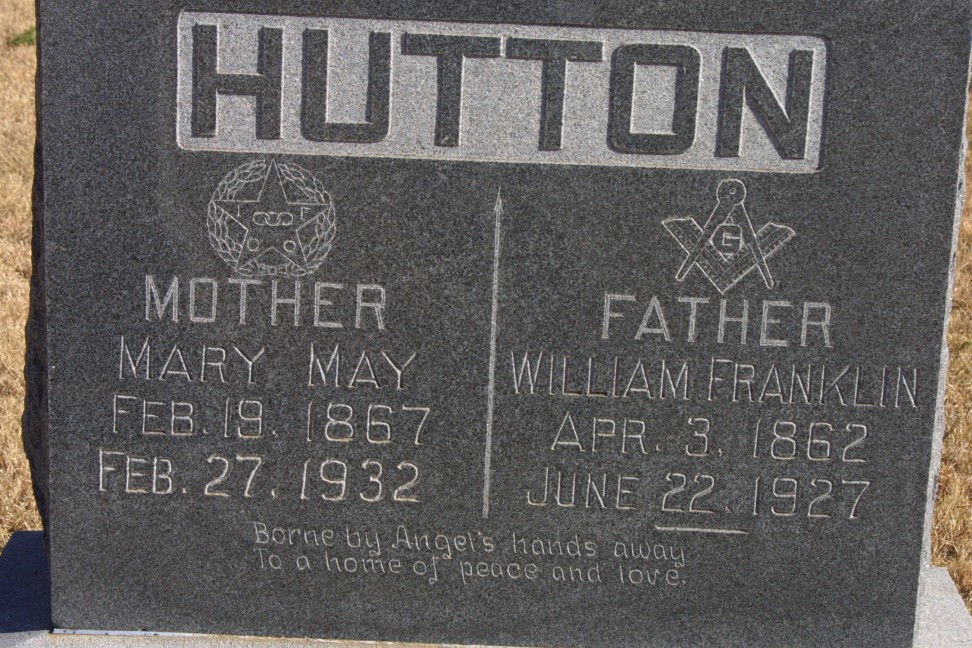 HUTTON
G
MOTHER
MARY MAY
FEB. 19. 1867
FEB. 27. 1932
FATHER
WILLIAM FRANKLIN
APR. 3. 1862
JUNE 22. 1927
Borne by Angel's hands away
To a home of peace and love.